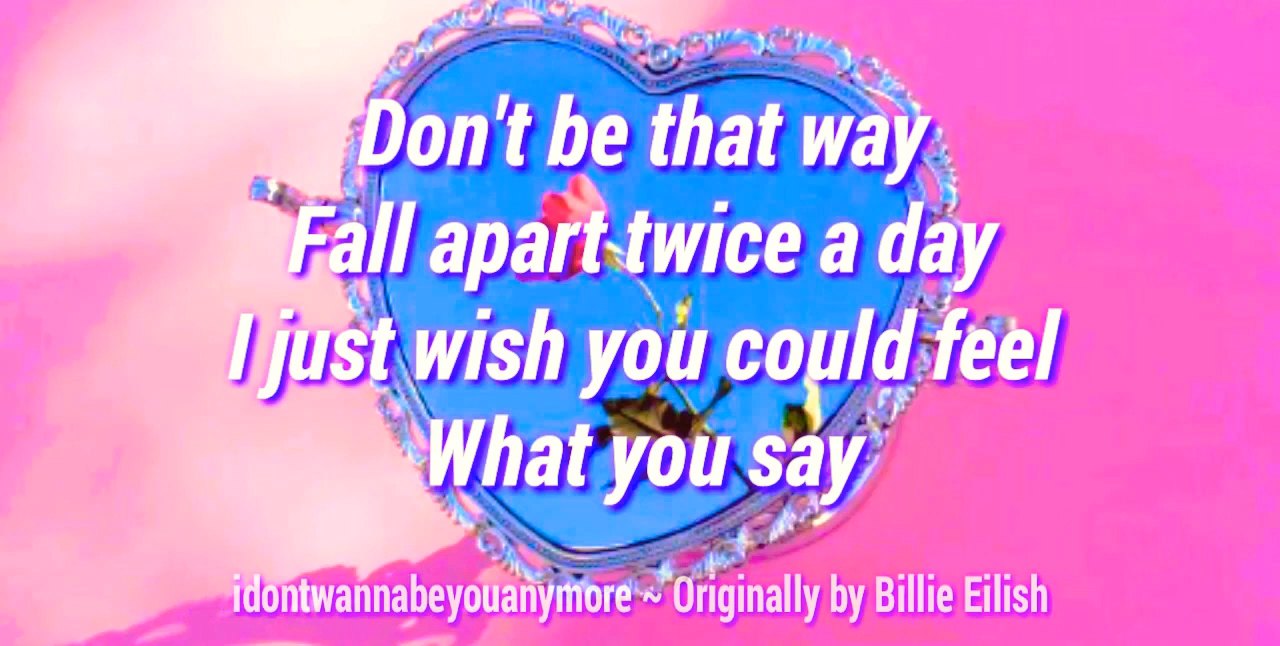 Don't be that way
Fall apart twice a day
I just wish you could feel
What you say
idontwannabeyouanymore ~ Originally by Billie Eilish